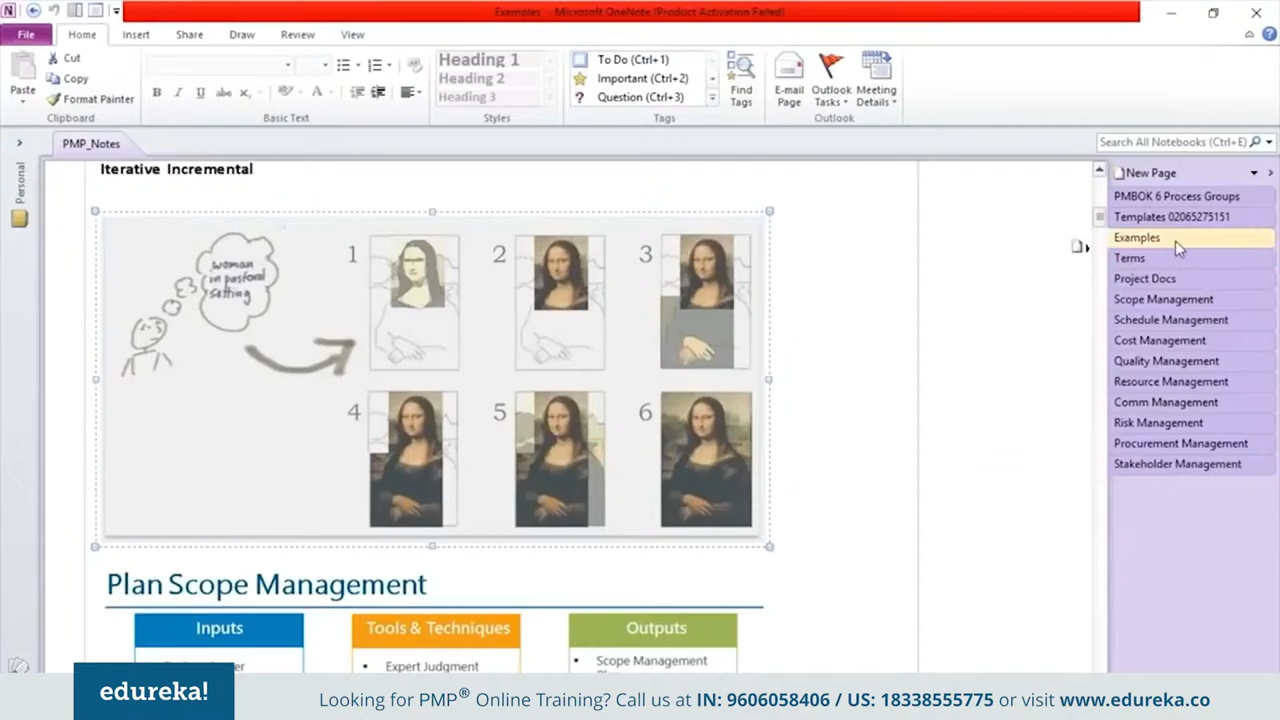 Examples - Microsoft OneNote (Product Activation Failed)
File Home Insert Share Draw Review View
Paste
Cut
Copy
Format Painter
Clipboard
B I U abc x₂ A
Basic Text
Heading 1
Heading 2
Heading 3
Styles
To Do (Ctrl+1)
Important (Ctrl+2)
? Question (Ctrl+3)
Tags
Find
Tags
E-mail
Page
Outlook
Tasks
Meeting
Details
Outlook
PMP_Notes
Search All Notebooks (Ctrl+E)
Personal
Iterative Incremental
woman
in pastoral
setting
1 2 3
4 5 6
Plan Scope Management
Inputs Tools & Techniques Outputs
Expert Judgment
Scope Management
New Page
PMBOK 6 Process Groups
Templates 02065275151
Examples
Terms
Project Docs
Scope Management
Schedule Management
Cost Management
Quality Management
Resource Management
Comm Management
Risk Management
Procurement Management
Stakeholder Management
edureka!
Looking for PMP® Online Training? Call us at IN: 9606058406 / US: 18338555775 or visit www.edureka.co